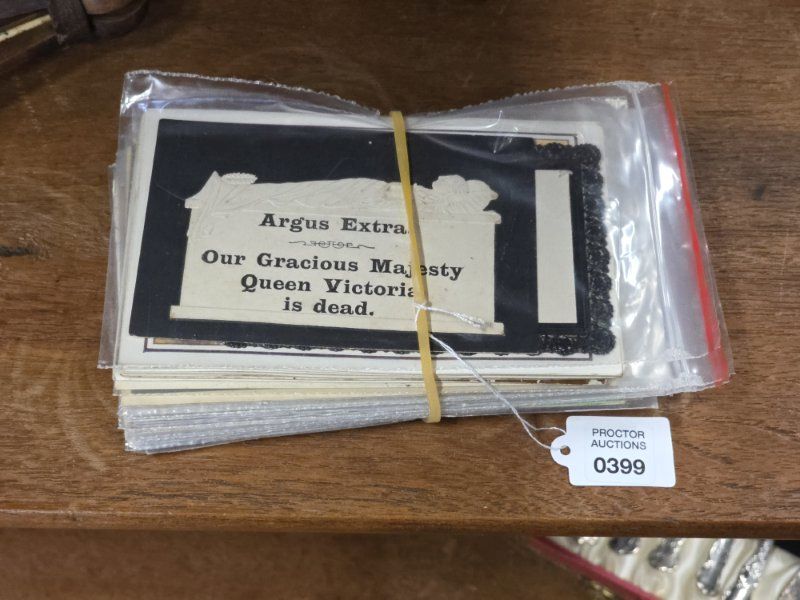 Argus Extra.
Our Gracious Majesty
Queen Victoria
is dead.
PROCTOR
AUCTIONS
0399